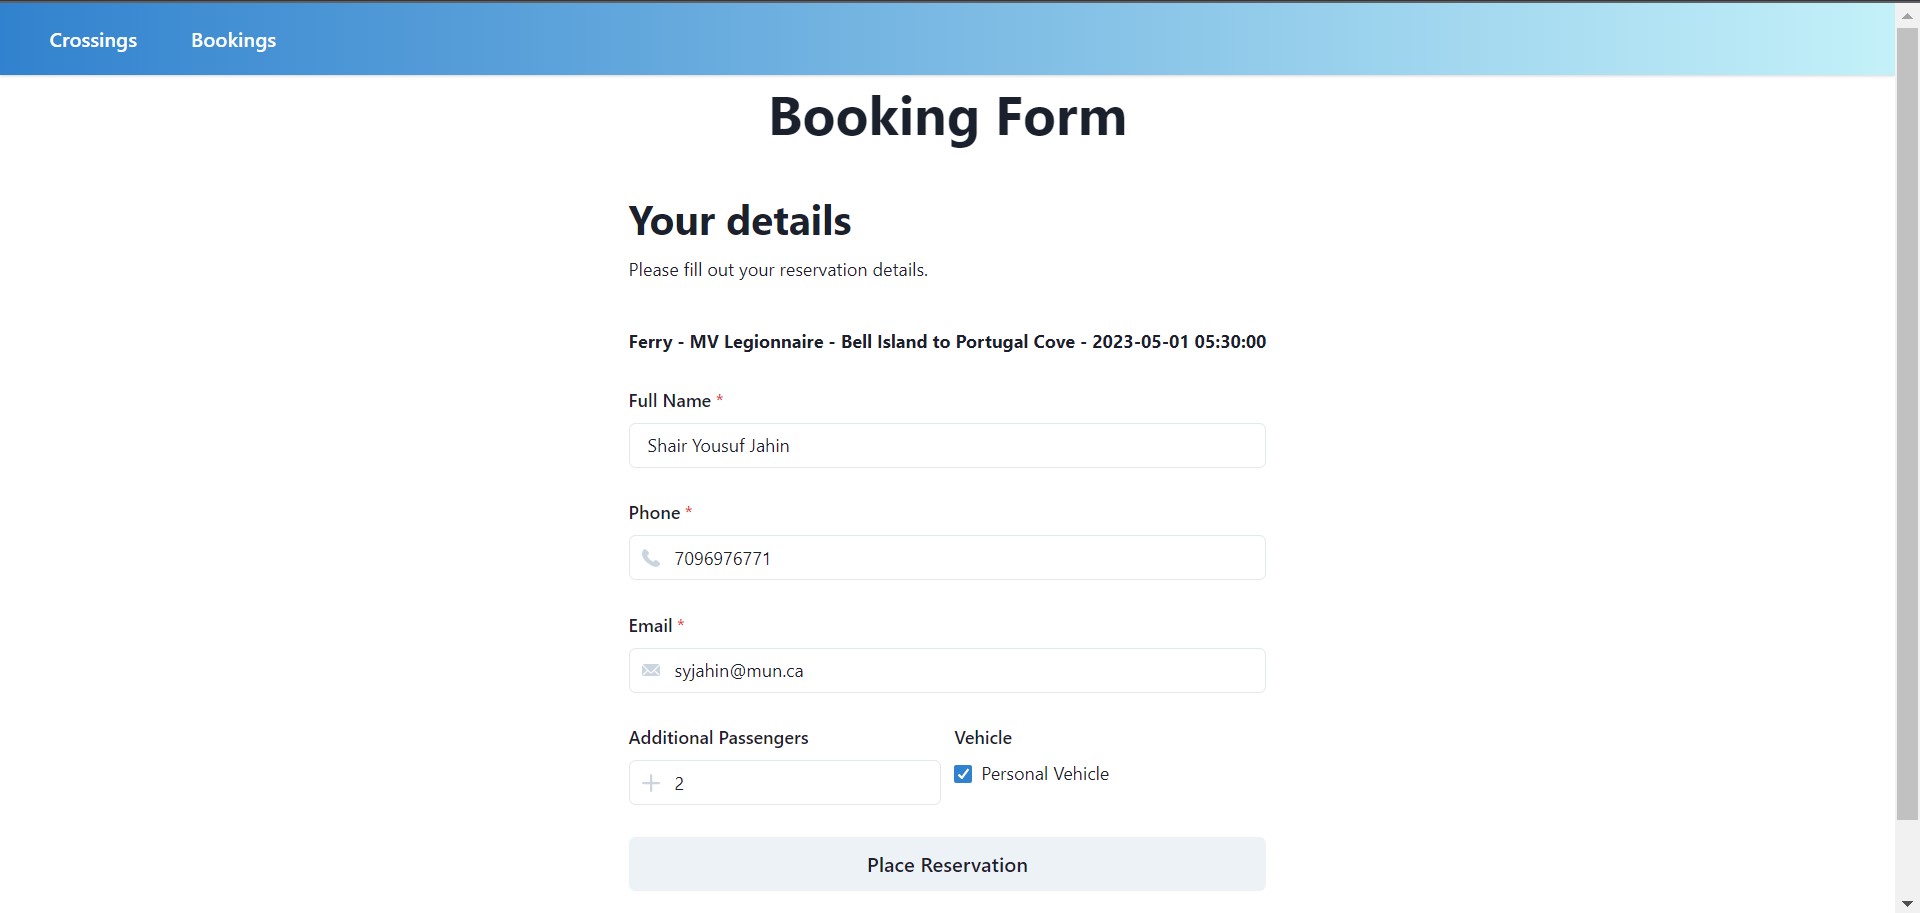 Crossings Bookings
Booking Form
Your details
Please fill out your reservation details.
Ferry - MV Legionnaire - Bell Island to Portugal Cove - 2023-05-01 05:30:00
Full Name *
Shair Yousuf Jahin
Phone *
7096976771
Email *
syjahin@mun.ca
Additional Passengers Vehicle
2 Personal Vehicle
Place Reservation